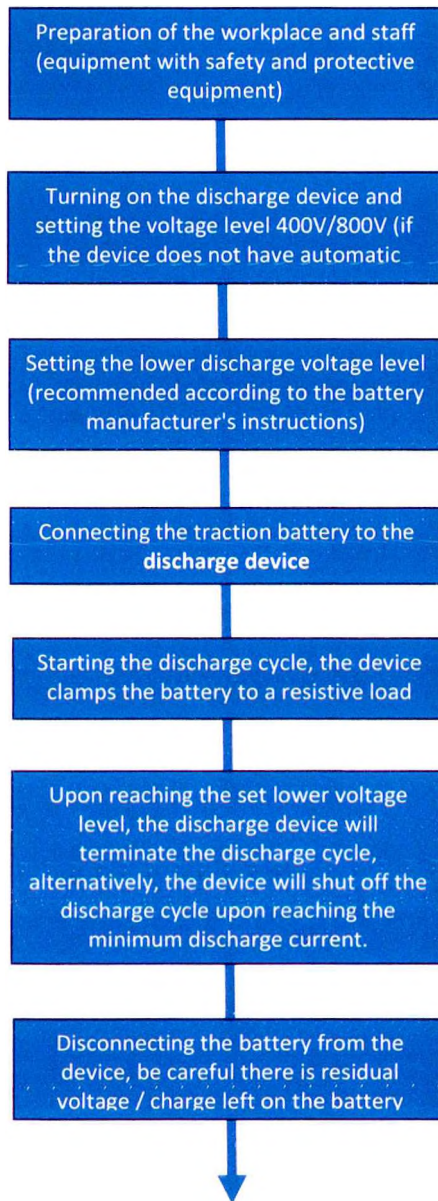 Preparation of the workplace and staff
(equipment with safety and protective
equipment)
Turning on the discharge device and
setting the voltage level 400V/800V (if
the device does not have automatic
Setting the lower discharge voltage level
(recommended according to the battery
manufacturer's instructions)
Connecting the traction battery to the
discharge device
Starting the discharge cycle, the device
clamps the battery to a resistive load
Upon reaching the set lower voltage
level, the discharge device will
terminate the discharge cycle,
alternatively, the device will shut off the
discharge cycle upon reaching the
minimum discharge current.
Disconnecting the battery from the
device, be careful there is residual
voltage / charge left on the battery